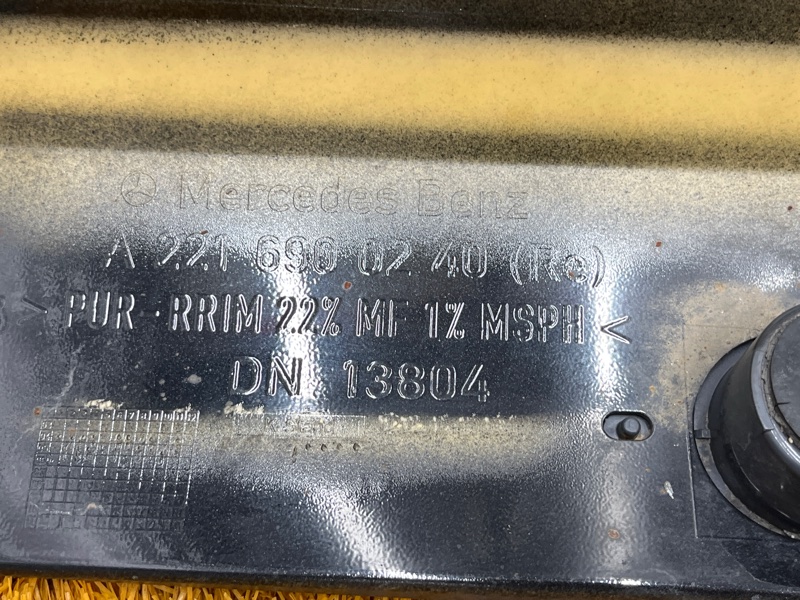 Mercedes Benz
A 221 690 02 40 (Re)
> PUR - RRIM 22% MF 1% MSPH <
DN 13804